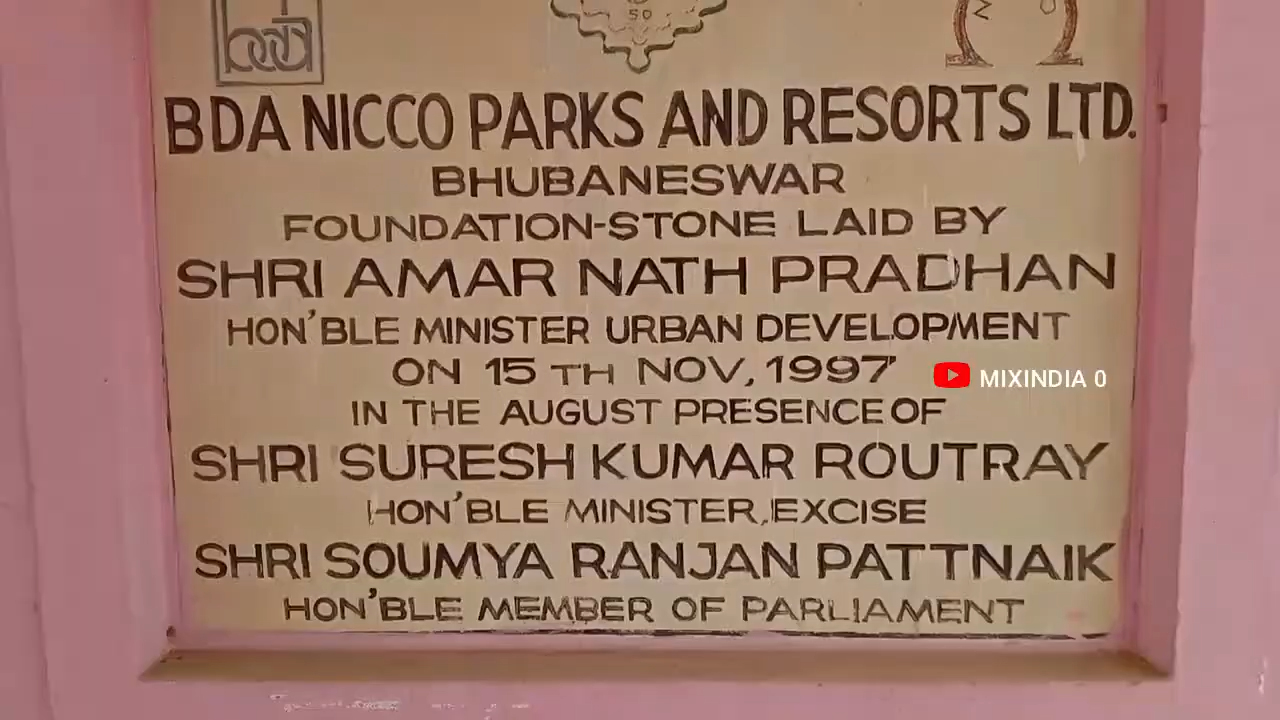 bda
50
BDA NICCO PARKS AND RESORTS LTD.
BHUBANESWAR
FOUNDATION-STONE LAID BY
SHRI AMAR NATH PRADHAN
HON'BLE MINISTER URBAN DEVELOPMENT
ON 15 TH NOV, 1997
MIXINDIA 0
IN THE AUGUST PRESENCE OF
SHRI SURESH KUMAR ROUTRAY
HON'BLE MINISTER, EXCISE
SHRI SOUMYA RANJAN PATTNAIK
HON'BLE MEMBER OF PARLIAMENT